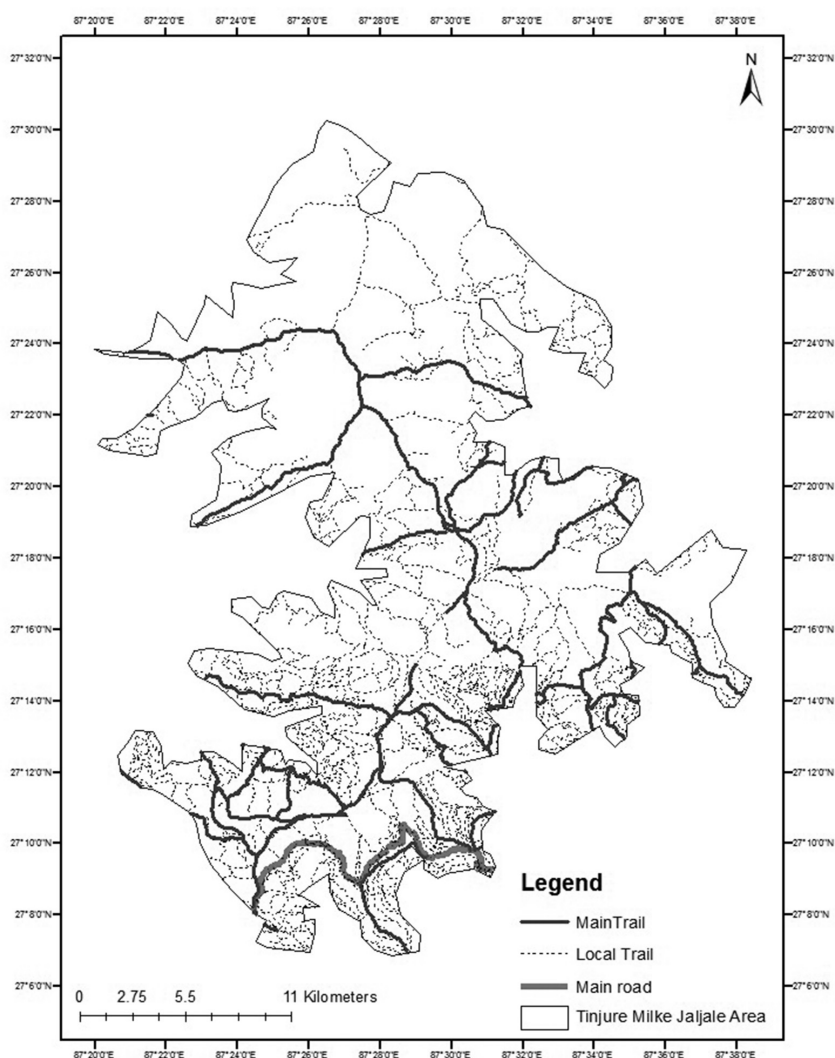 87°20'0"E 87°22'0"E 87°24'0"E 87°26'0"E 87°28'0"E 87°30'0"E 87°32'0"E 87°34'0"E 87°36'0"E 87°38'0"E
N
27°32'0"N 27°32'0"N
27°30'0"N 27°30'0"N
27°28'0"N 27°28'0"N
27°26'0"N 27°26'0"N
27°24'0"N 27°24'0"N
27°22'0"N 27°22'0"N
27°20'0"N 27°20'0"N
27°18'0"N 27°18'0"N
27°16'0"N 27°16'0"N
27°14'0"N 27°14'0"N
27°12'0"N 27°12'0"N
27°10'0"N 27°10'0"N
27°8'0"N 27°8'0"N
27°6'0"N 27°6'0"N
Legend
MainTrail
Local Trail
Main road
Tinjure Milke Jaljale Area
0 2.75 5.5 11 Kilometers
87°20'0"E 87°22'0"E 87°24'0"E 87°26'0"E 87°28'0"E 87°30'0"E 87°32'0"E 87°34'0"E 87°36'0"E 87°38'0"E